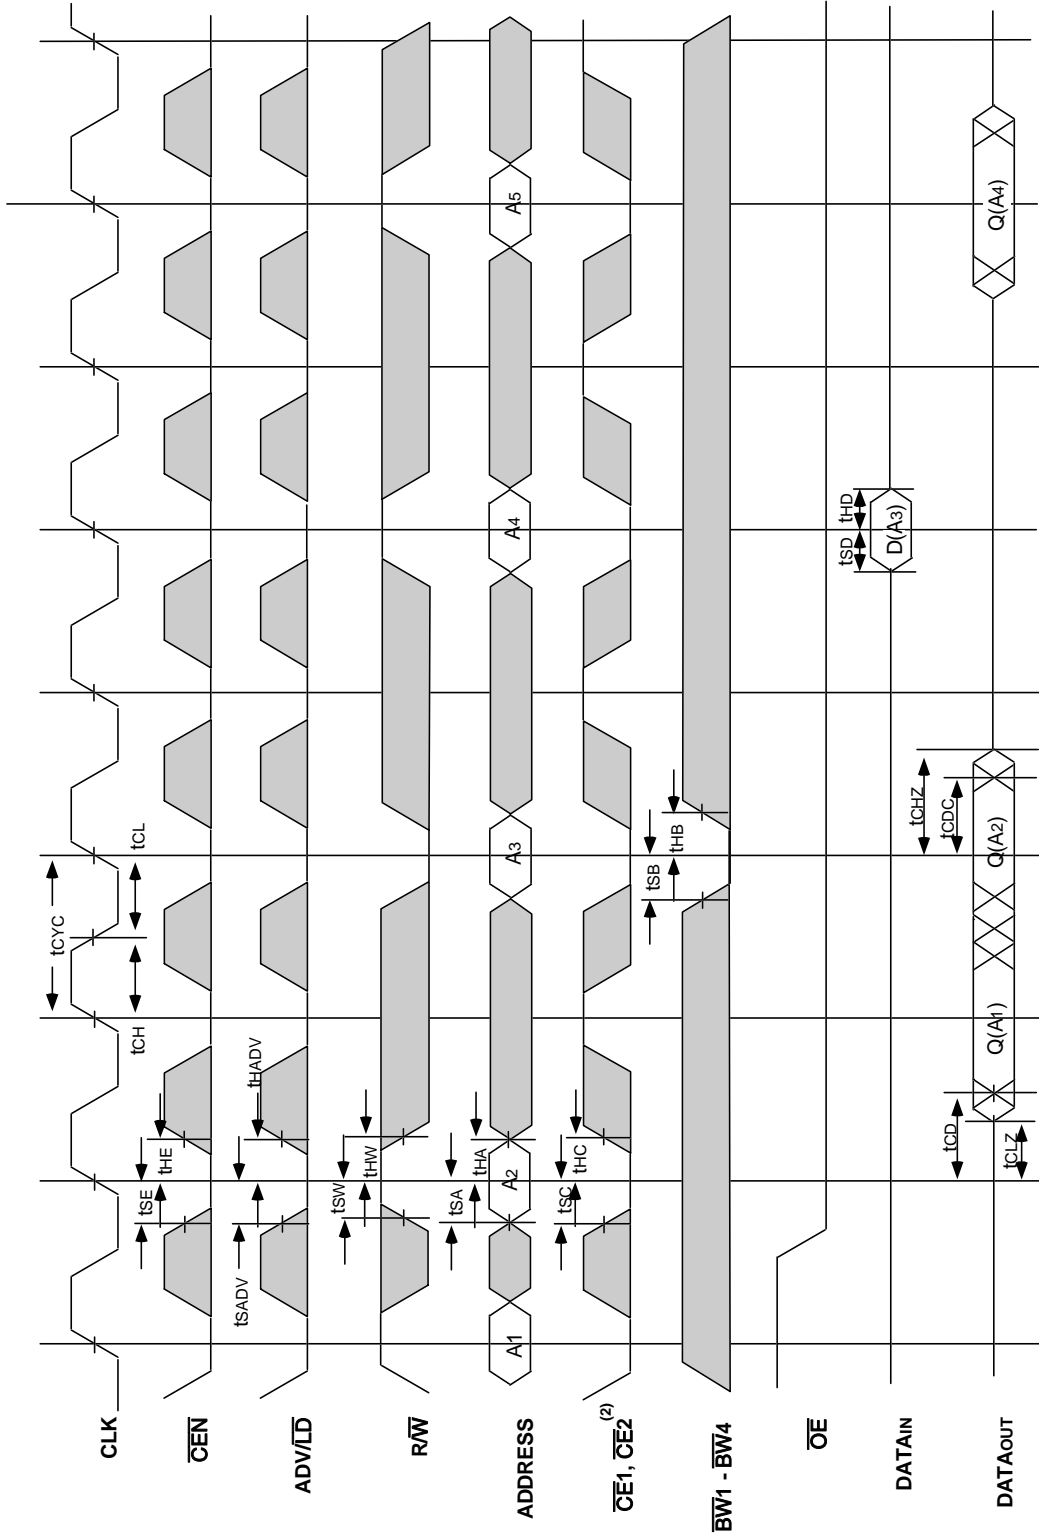 CLK
tCYC
tCH
tCL
CEN
tSE
tHE
ADV/LD
tSADV
tHADV
R/W
tSW
tHW
ADDRESS
A1
A2
A3
A4
A5
tSA
tHA
CE1, CE2 (2)
tSC
tHC
BW1 - BW4
tSB
tHB
OE
DATAIN
D(A3)
tSD
tHD
DATAOUT
Q(A1)
Q(A2)
Q(A4)
tCD
tCLZ
tCHZ
tCDC